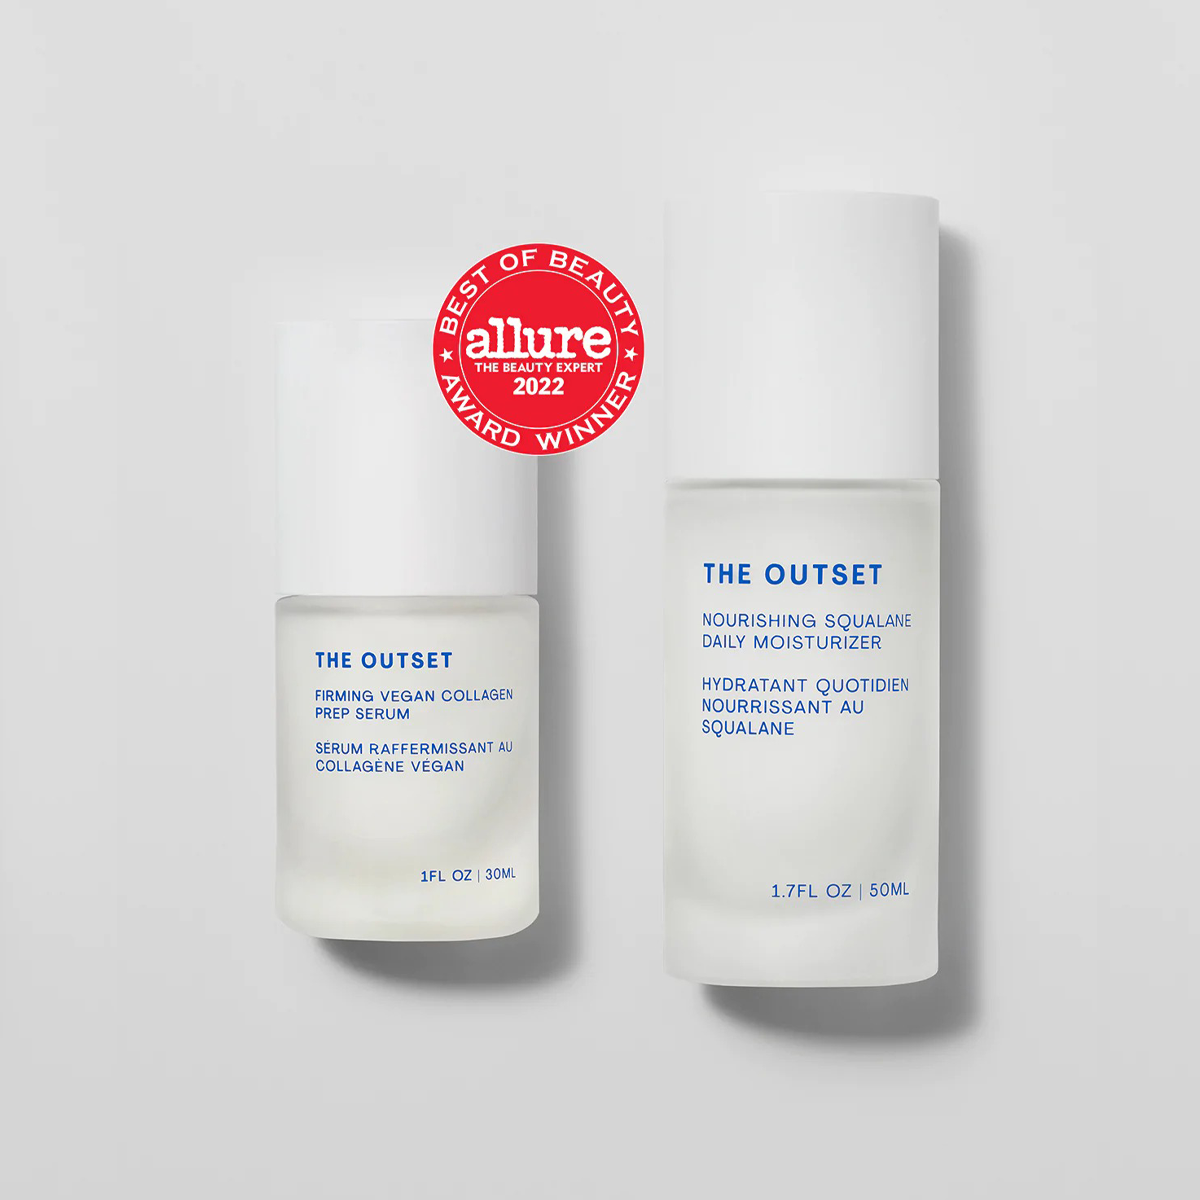 BEST OF BEAUTY
allure
THE BEAUTY EXPERT
2022
AWARD WINNER
THE OUTSET
FIRMING VEGAN COLLAGEN
PREP SERUM
SÉRUM RAFFERMISSANT AU
COLLAGÈNE VÉGAN
1FL OZ | 30ML
THE OUTSET
NOURISHING SQUALANE
DAILY MOISTURIZER
HYDRATANT QUOTIDIEN
NOURRISSANT AU
SQUALANE
1.7FL OZ | 50ML